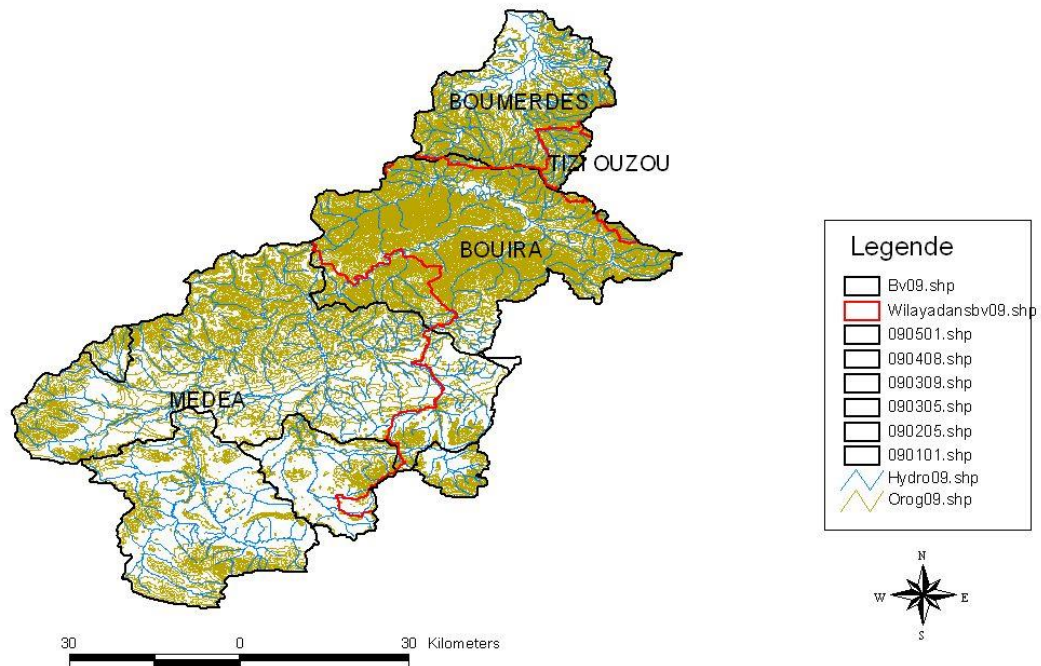 BOUMERDES
TIZI OUZOU
BOUIRA
MEDEA
Legende
Bv09.shp
Wilayadansbv09.shp
090501.shp
090408.shp
090309.shp
090305.shp
090205.shp
090101.shp
Hydro09.shp
Orog09.shp
N
W E
S
30 0 30 Kilometers